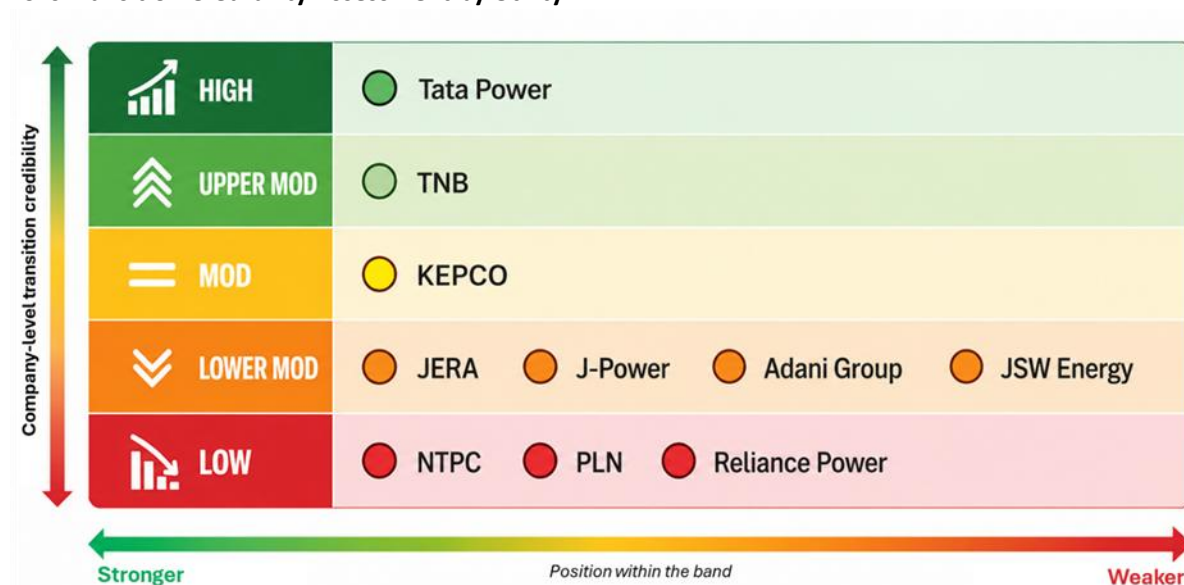 Company-level transition credibility
HIGH
Tata Power
UPPER MOD
TNB
MOD
KEPCO
LOWER MOD
JERA
J-Power
Adani Group
JSW Energy
LOW
NTPC
PLN
Reliance Power
Stronger
Position within the band
Weaker